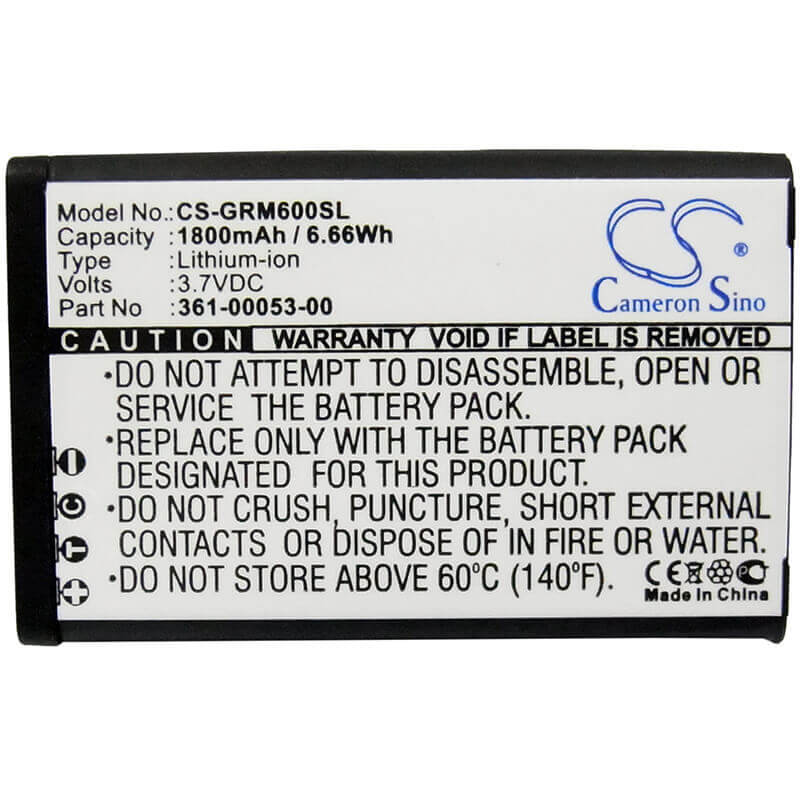 Model No.: CS-GRM600SL
Capacity : 1800mAh / 6.66Wh
Type : Lithium-ion
Volts : 3.7VDC
Part No : 361-00053-00
CS ®
Cameron Sino
CAUTION WARRANTY VOID IF LABEL IS REMOVED
•DO NOT ATTEMPT TO DISASSEMBLE, OPEN OR
SERVICE THE BATTERY PACK.
•REPLACE ONLY WITH THE BATTERY PACK
DESIGNATED FOR THIS PRODUCT.
•DO NOT CRUSH, PUNCTURE, SHORT EXTERNAL
CONTACTS OR DISPOSE OF IN FIRE OR WATER.
•DO NOT STORE ABOVE 60°C (140°F).
-
C
T
+
CE
Made In China